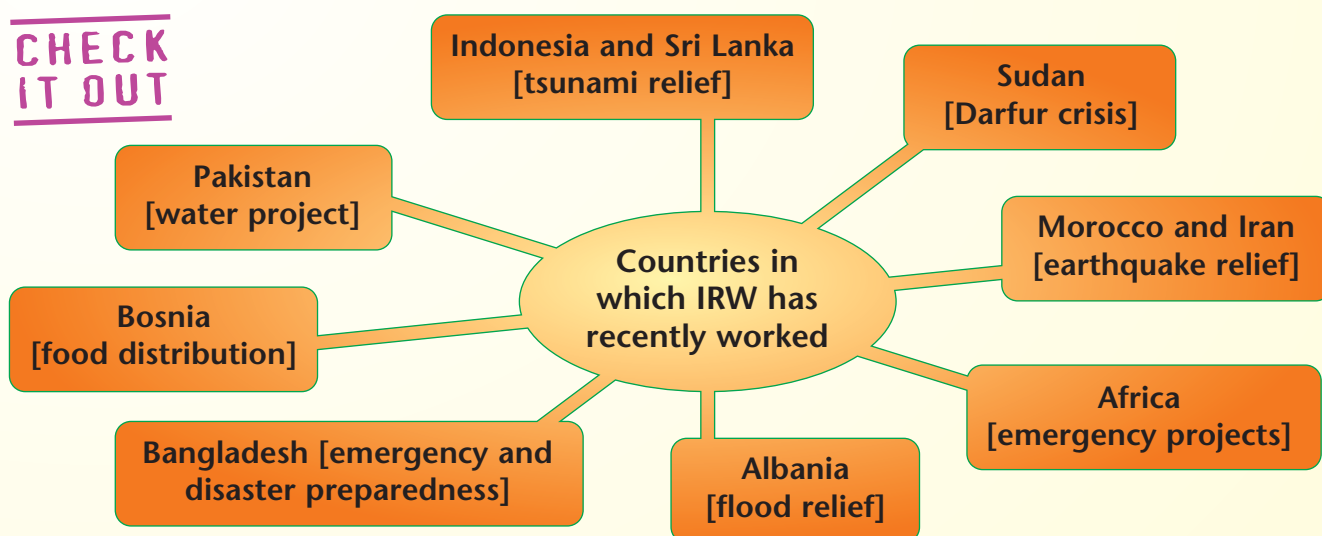 CHECK
IT OUT
Indonesia and Sri Lanka
[tsunami relief]
Sudan
[Darfur crisis]
Pakistan
[water project]
Morocco and Iran
[earthquake relief]
Countries in
which IRW has
recently worked
Bosnia
[food distribution]
Africa
[emergency projects]
Bangladesh [emergency and
disaster preparedness]
Albania
[flood relief]